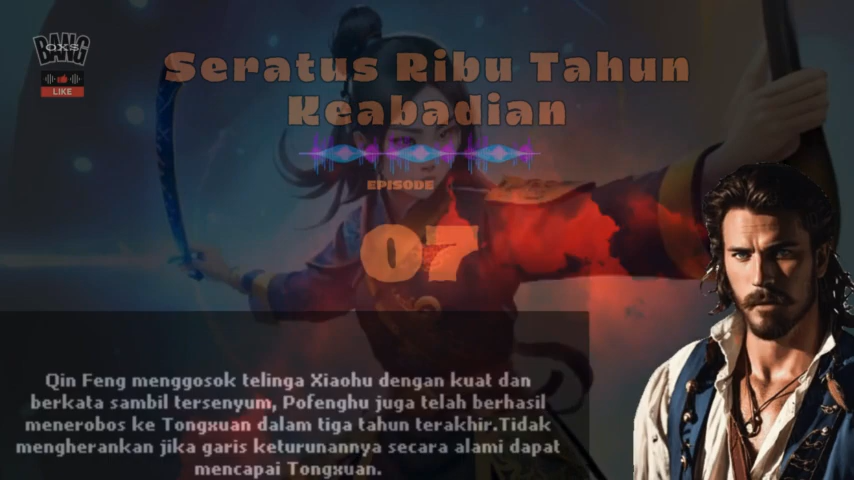 BANG
OXS
LIKE
Seratus Ribu Tahun
Keabadian
EPISODE
07
Qin Feng menggosok telinga Xiaohu dengan kuat dan
berkata sambil tersenyum, Pofenghu juga telah berhasil
menerobos ke Tongxuan dalam tiga tahun terakhir.Tidak
mengherankan jika garis keturunannya secara alami dapat
mencapai Tongxuan.